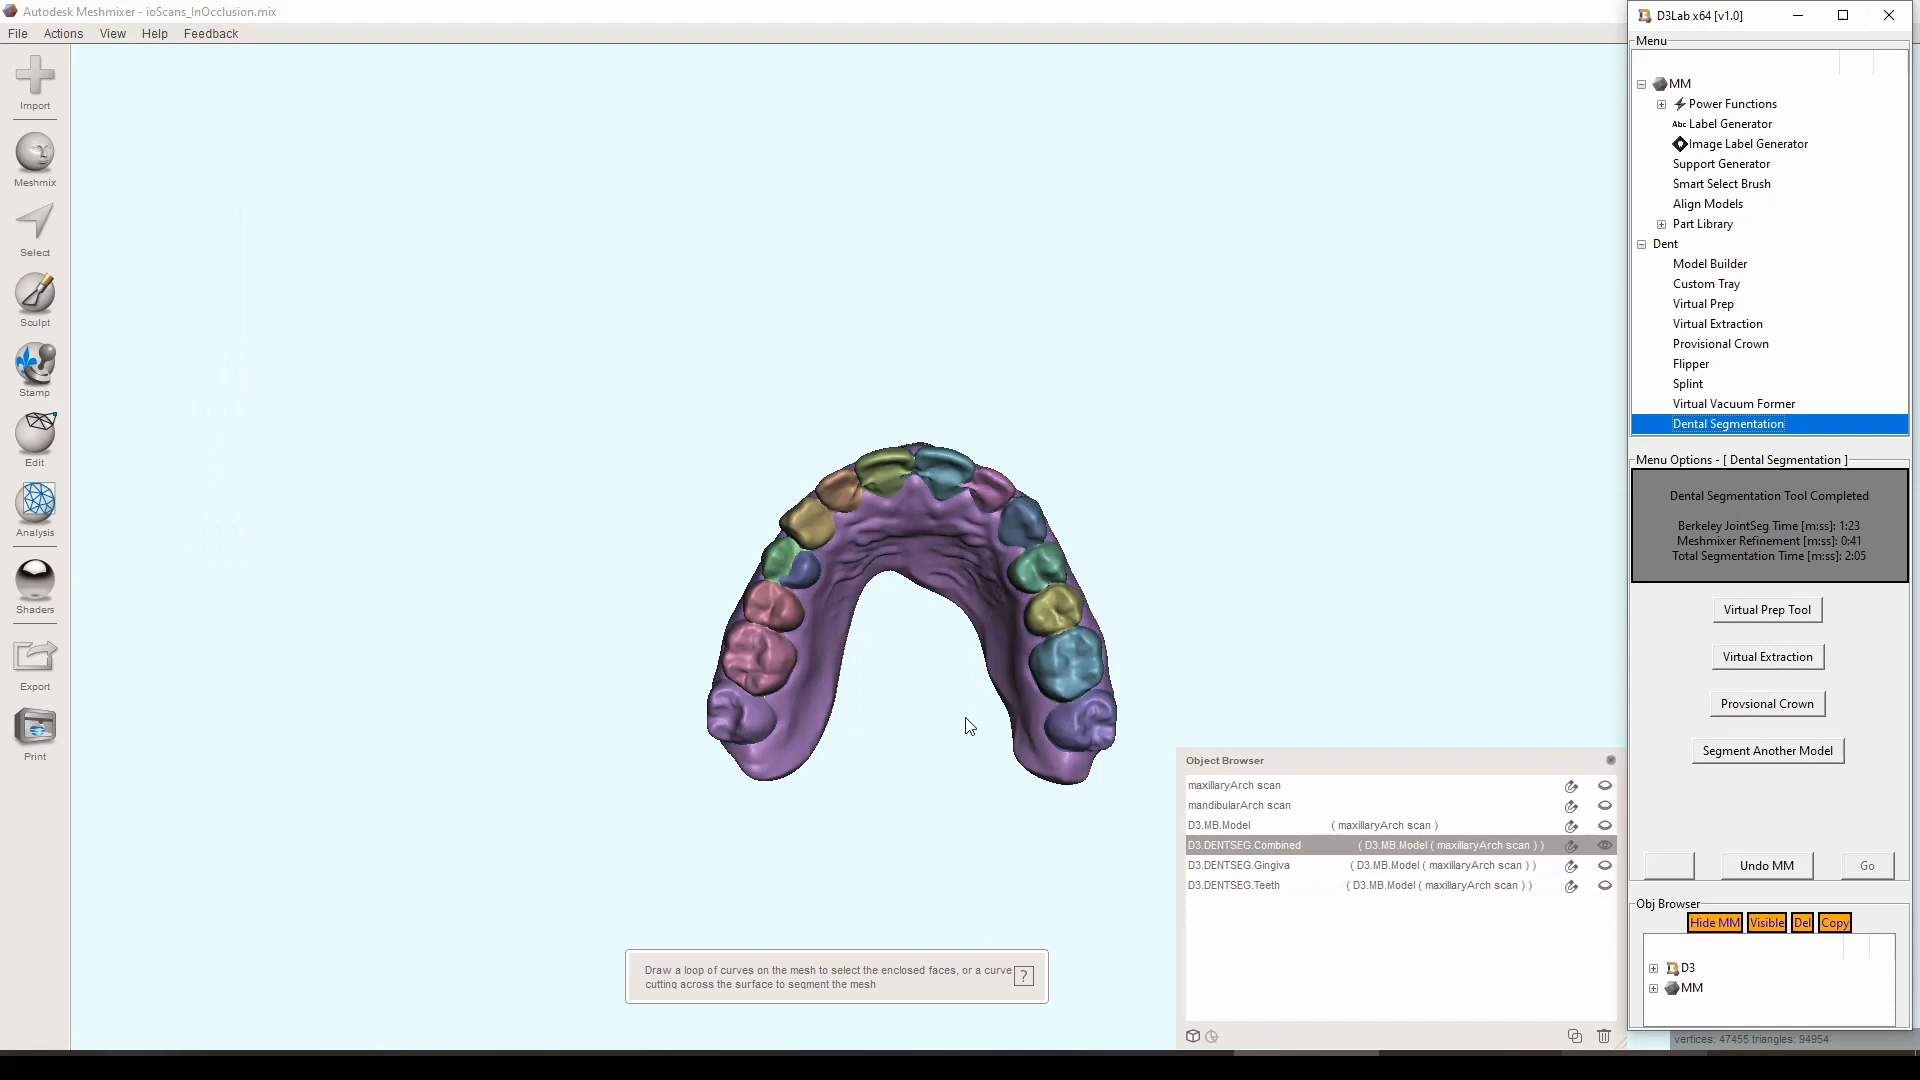 Autodesk Meshmixer - ioScans_InOcclusion.mix
File Actions View Help Feedback
Import
Meshmix
Select
Sculpt
Stamp
Edit
Analysis
Shaders
Export
Print
Draw a loop of curves on the mesh to select the enclosed faces, or a curve
cutting across the surface to segment the mesh
?
Object Browser
maxillaryArch scan
mandibularArch scan
D3.MB.Model ( maxillaryArch scan )
D3.DENTSEG.Combined ( D3.MB.Model ( maxillaryArch scan ) )
D3.DENTSEG.Gingiva ( D3.MB.Model ( maxillaryArch scan ) )
D3.DENTSEG.Teeth ( D3.MB.Model ( maxillaryArch scan ) )
D3Lab x64 [v1.0]
Menu
MM
Power Functions
Abc Label Generator
Image Label Generator
Support Generator
Smart Select Brush
Align Models
Part Library
Dent
Model Builder
Custom Tray
Virtual Prep
Virtual Extraction
Provisional Crown
Flipper
Splint
Virtual Vacuum Former
Dental Segmentation
Menu Options - [ Dental Segmentation ]
Dental Segmentation Tool Completed
Berkeley JointSeg Time [m:ss]: 1:23
Meshmixer Refinement [m:ss]: 0:41
Total Segmentation Time [m:ss]: 2:05
Virtual Prep Tool
Virtual Extraction
Provsional Crown
Segment Another Model
Undo MM Go
Obj Browser
Hide MM Visible Del Copy
D3
MM
vertices: 47455 triangles: 94954